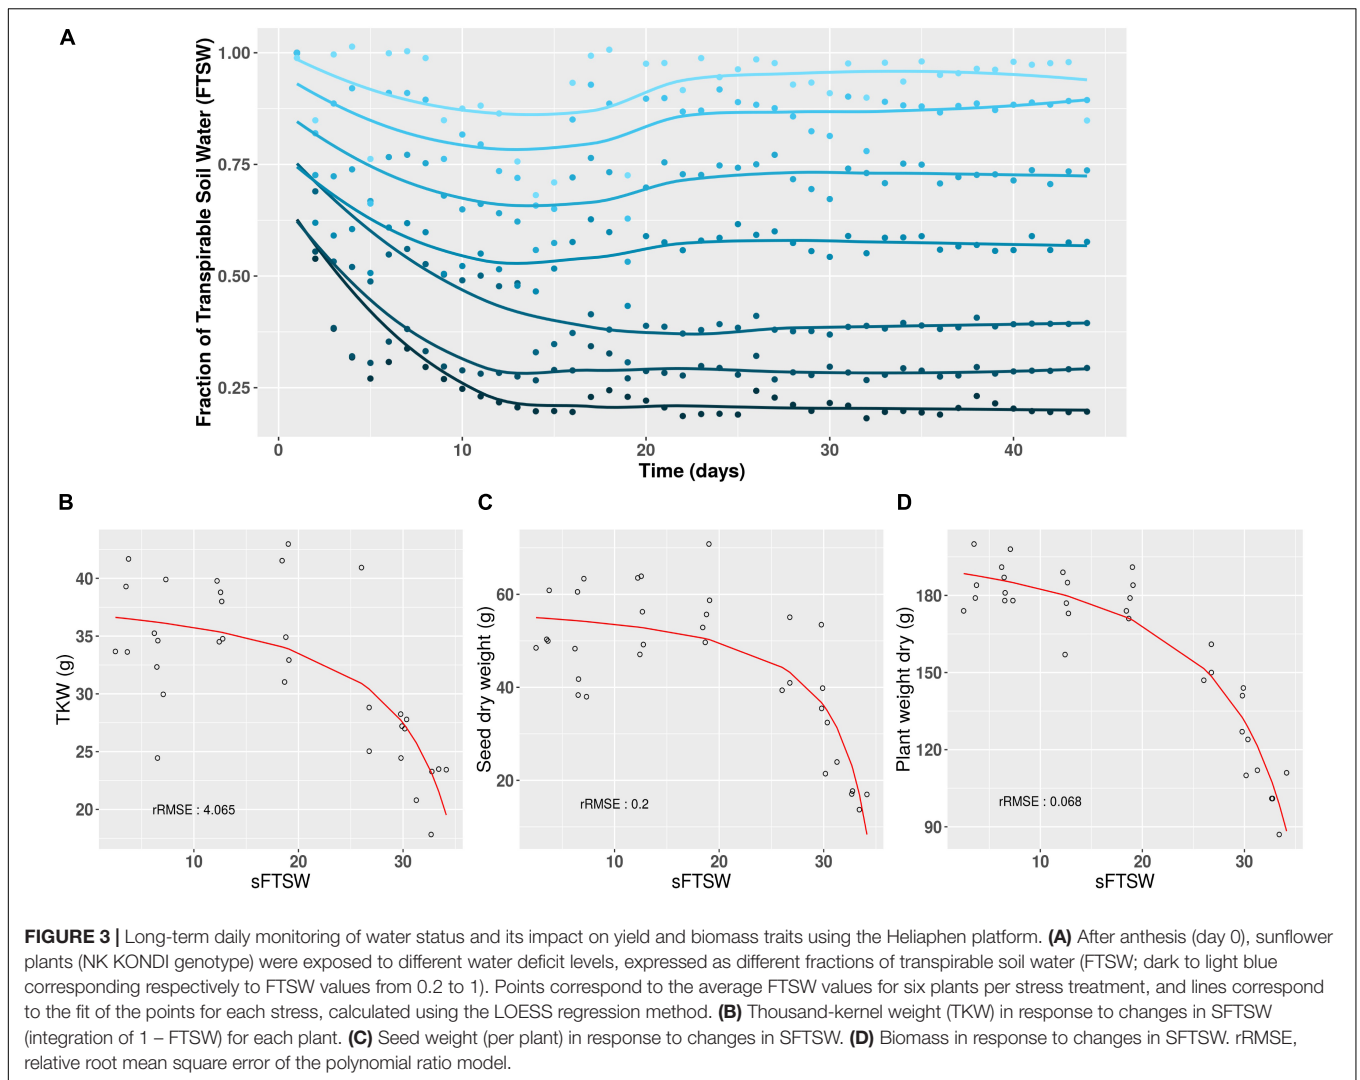 A
Fraction of Transpirable Soil Water (FTSW)
1.00
0.75
0.50
0.25
0
10
20
30
40
Time (days)
B
TKW (g)
40
35
30
25
20
rRMSE : 4.065
10
20
30
sFTSW
C
Seed dry weight (g)
60
40
20
rRMSE : 0.2
10
20
30
sFTSW
D
Plant weight dry (g)
180
150
120
90
rRMSE : 0.068
10
20
30
sFTSW
FIGURE 3 | Long-term daily monitoring of water status and its impact on yield and biomass traits using the Heliaphen platform. (A) After anthesis (day 0), sunflower
plants (NK KONDI genotype) were exposed to different water deficit levels, expressed as different fractions of transpirable soil water (FTSW; dark to light blue
corresponding respectively to FTSW values from 0.2 to 1). Points correspond to the average FTSW values for six plants per stress treatment, and lines correspond
to the fit of the points for each stress, calculated using the LOESS regression method. (B) Thousand-kernel weight (TKW) in response to changes in SFTSW
(integration of 1 – FTSW) for each plant. (C) Seed weight (per plant) in response to changes in SFTSW. (D) Biomass in response to changes in SFTSW. rRMSE,
relative root mean square error of the polynomial ratio model.